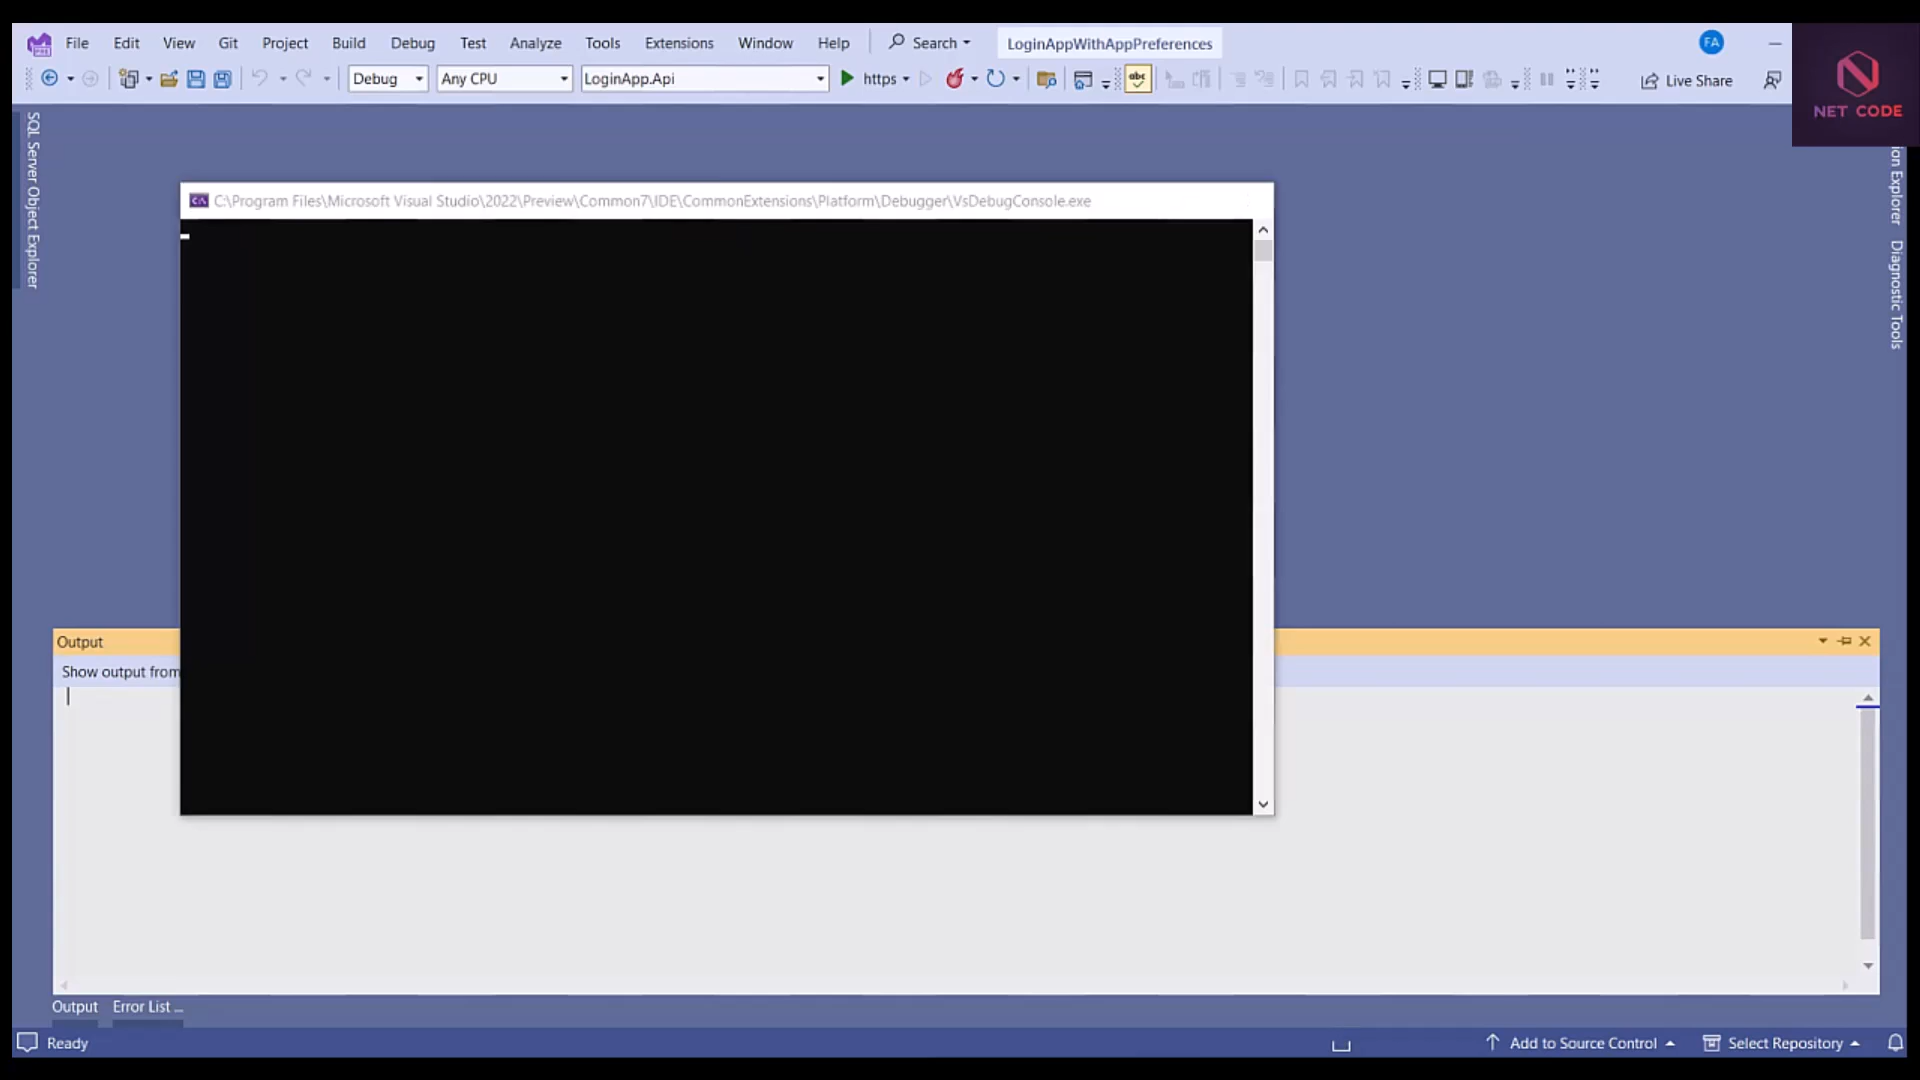 File Edit View Git Project Build Debug Test Analyze Tools Extensions Window Help Search LoginAppWithAppPreferences FA
Debug Any CPU LoginApp.Api https abc Live Share
NET CODE
SQL Server Object Explorer
ion Explorer
Diagnostic Tools
C:\Program Files\Microsoft Visual Studio\2022\Preview\Common7\IDE\CommonExtensions\Platform\Debugger\VsDebugConsole.exe
Output
Show output from
Output Error List ...
Ready Add to Source Control Select Repository